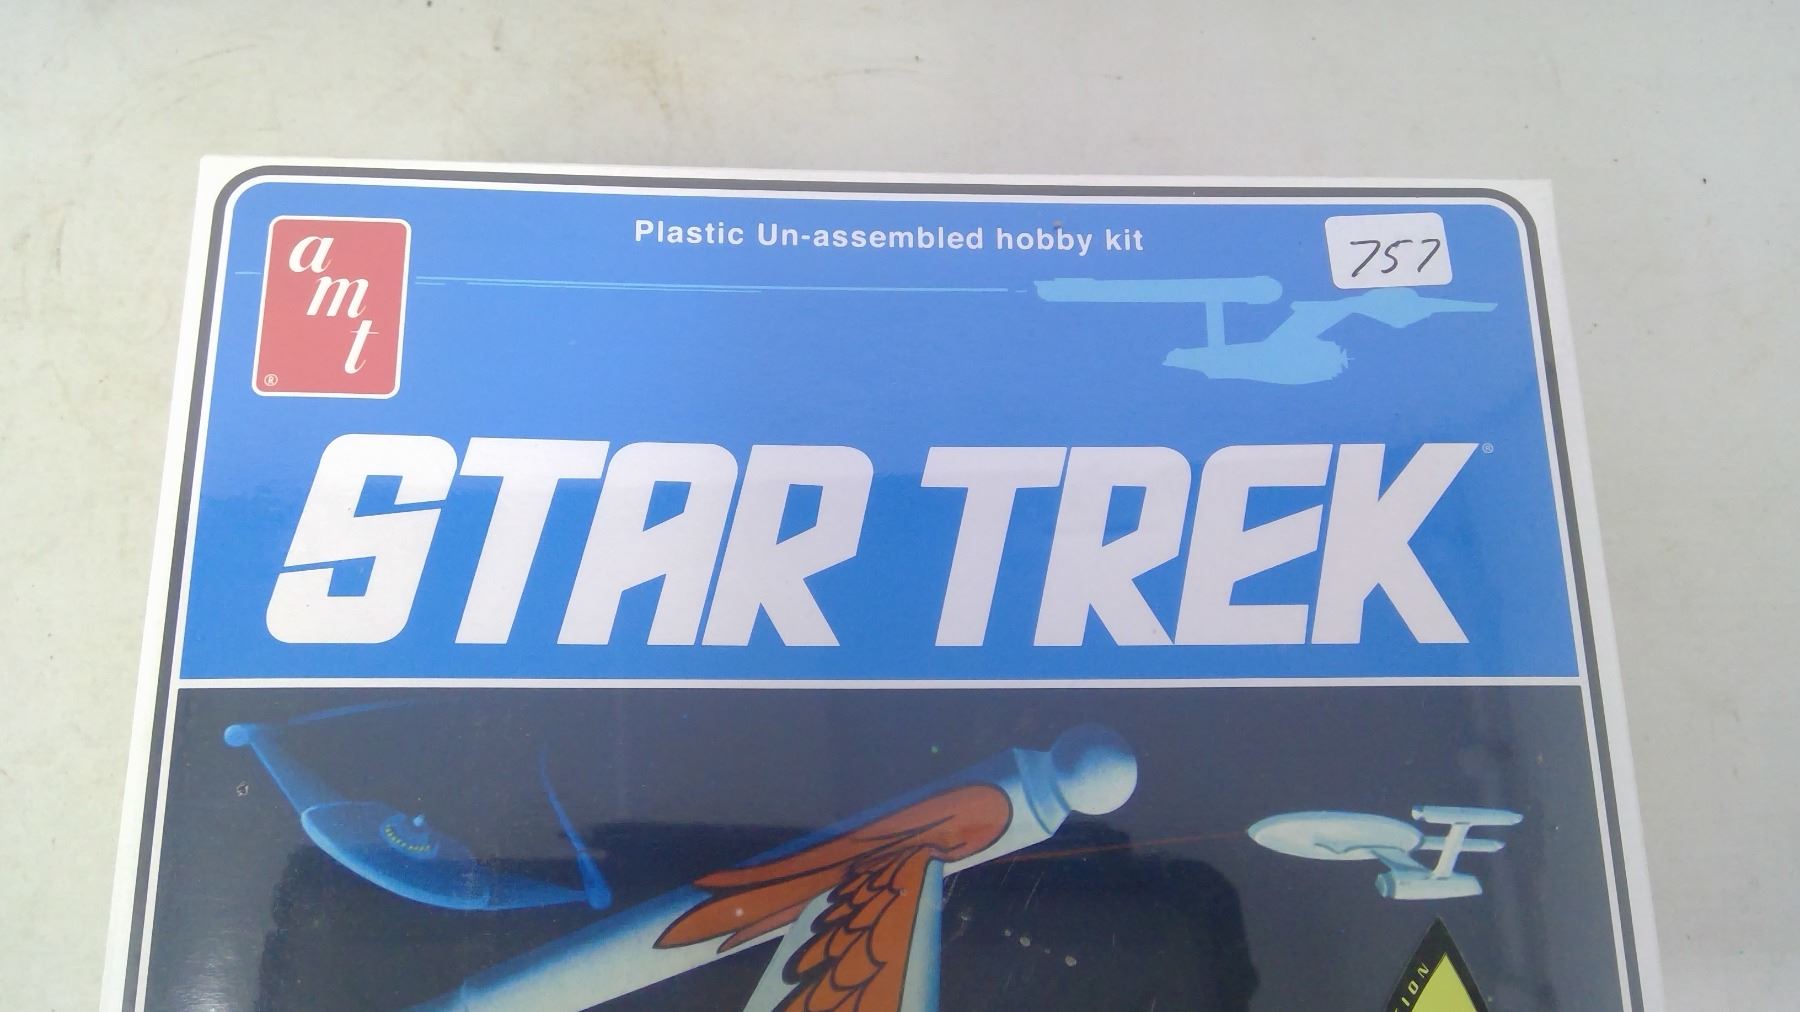 Plastic Un-assembled hobby kit
amt
®
757
STAR TREK®